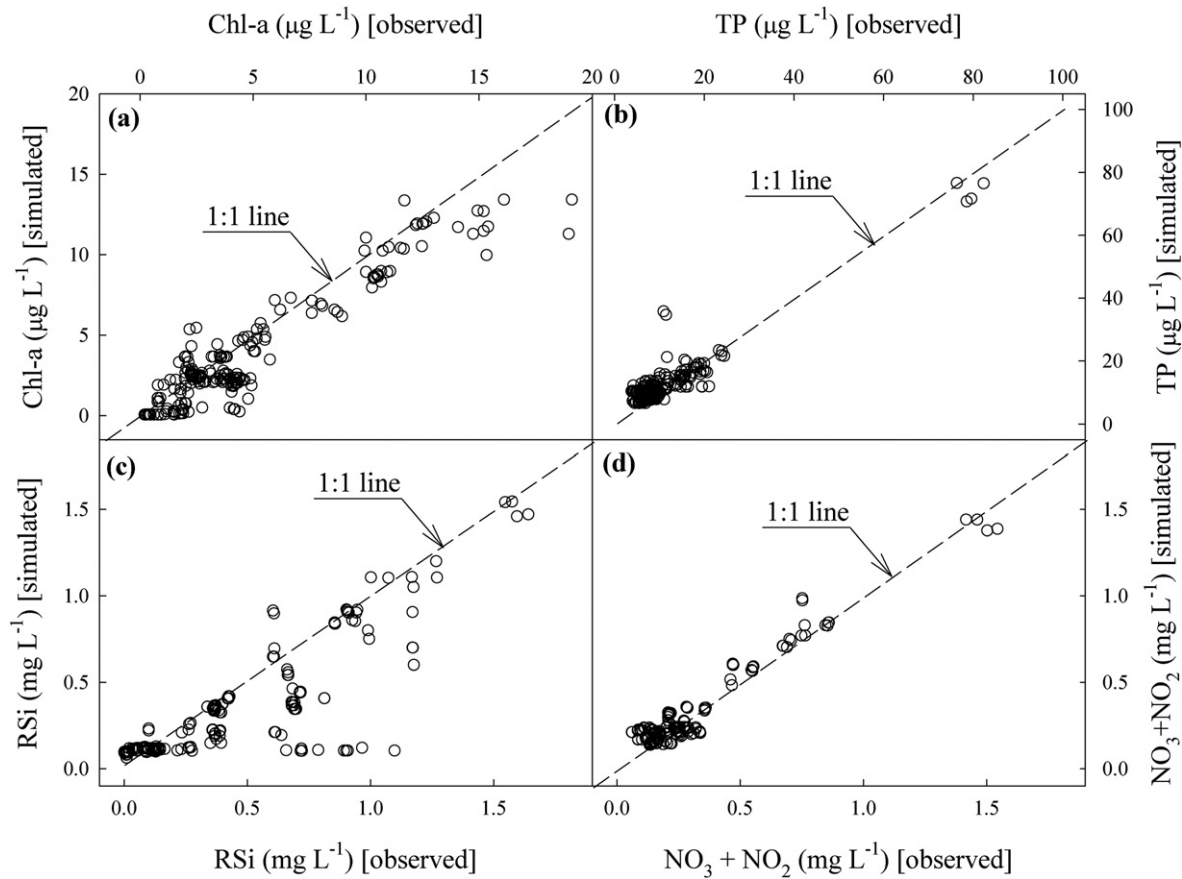 Chl-a (μg L⁻¹) [observed]
TP (μg L⁻¹) [observed]
0 5 10 15 20
0 20 40 60 80 100
(a)
20
15
10
5
0
Chl-a (μg L⁻¹) [simulated]
1:1 line
(b)
100
80
60
40
20
0
TP (μg L⁻¹) [simulated]
1:1 line
(c)
1.5
1.0
0.5
0.0
RSi (mg L⁻¹) [simulated]
1:1 line
(d)
1.5
1.0
0.5
0.0
NO₃+NO₂ (mg L⁻¹) [simulated]
1:1 line
0.0 0.5 1.0 1.5
0.0 0.5 1.0 1.5
RSi (mg L⁻¹) [observed]
NO₃ + NO₂ (mg L⁻¹) [observed]